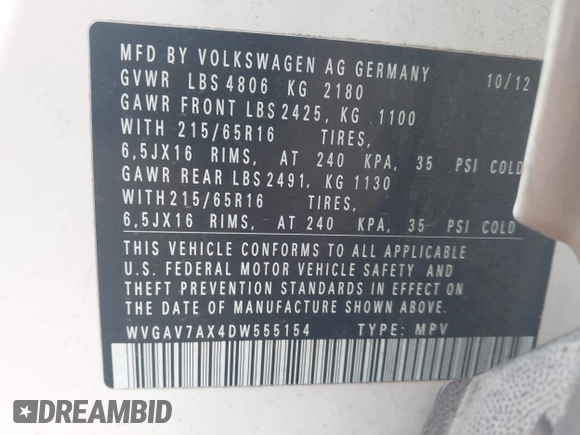 MFD BY VOLKSWAGEN AG GERMANY 10/12
GVWR LBS 4806 KG 2180
GAWR FRONT LBS 2425, KG 1100
WITH 215/65R16 TIRES,
6,5JX16 RIMS, AT 240 KPA, 35 PSI COLD
GAWR REAR LBS 2491, KG 1130
WITH 215/65R16 TIRES,
6,5JX16 RIMS, AT 240 KPA, 35 PSI COLD
THIS VEHICLE CONFORMS TO ALL APPLICABLE
U.S. FEDERAL MOTOR VEHICLE SAFETY AND
THEFT PREVENTION STANDARDS IN EFFECT ON THE
DATE OF MANUFACTURE SHOWN ABOVE.
WVGAV7AX4DW555154 TYPE: MPV
DREAMBID